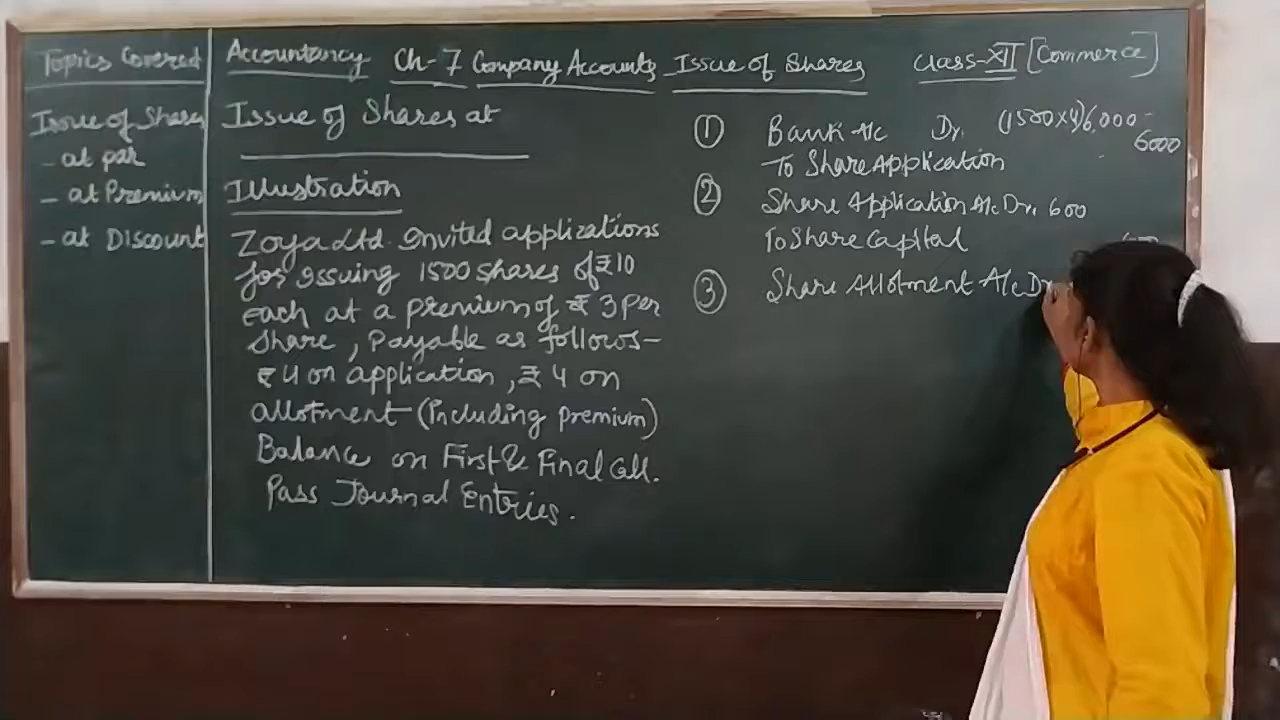 Topics Covered
Issue of Shares
- at par
- at Premium
- at Discount
Accountancy Ch-7 Company Accounts Issue of Shares Class-XII [Commerce]
Issue of Shares at
Illustration
Zoya Ltd. Invited applications
for issuing 1500 shares of ₹10
each at a premium of ₹ 3 per
share, payable as follows-
₹ 4 on application, ₹ 4 on
allotment (Including premium)
Balance on First & Final Call.
Pass Journal Entries.
① Bank A/c Dr. (1500×4) 6,000-
6000
To Share Application
② Share Application A/c Dr. 600
To Share Capital
③ Share Allotment A/c Dr